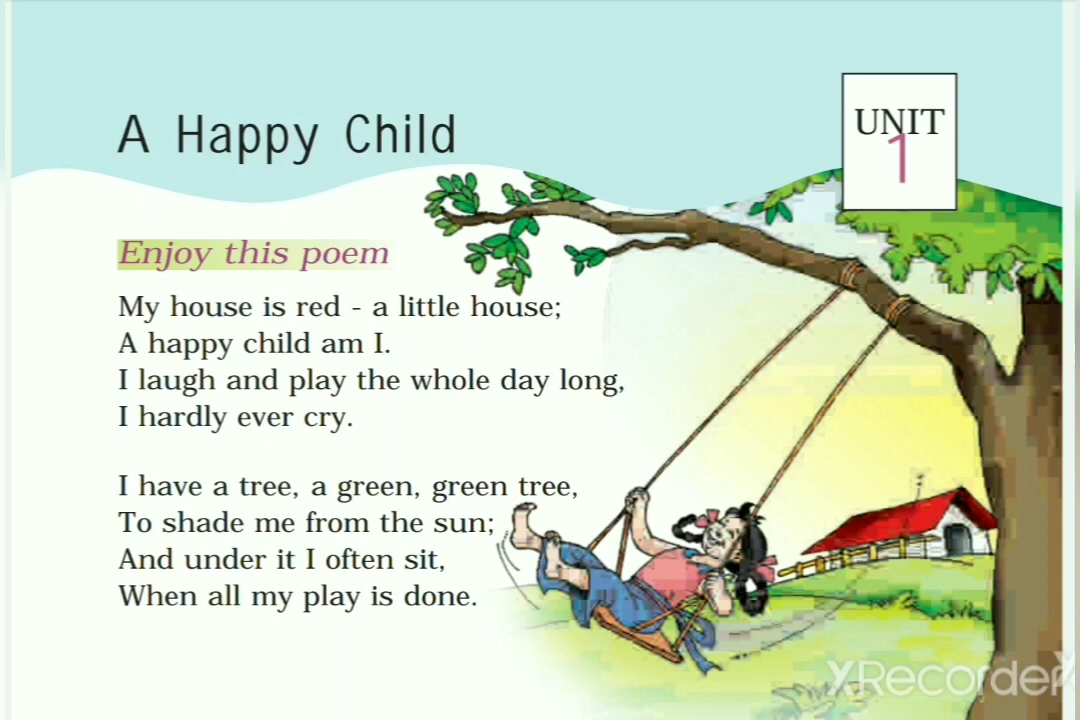 A Happy Child
UNIT
1
Enjoy this poem
My house is red - a little house;
A happy child am I.
I laugh and play the whole day long,
I hardly ever cry.
I have a tree, a green, green tree,
To shade me from the sun;
And under it I often sit,
When all my play is done.
XRecorder